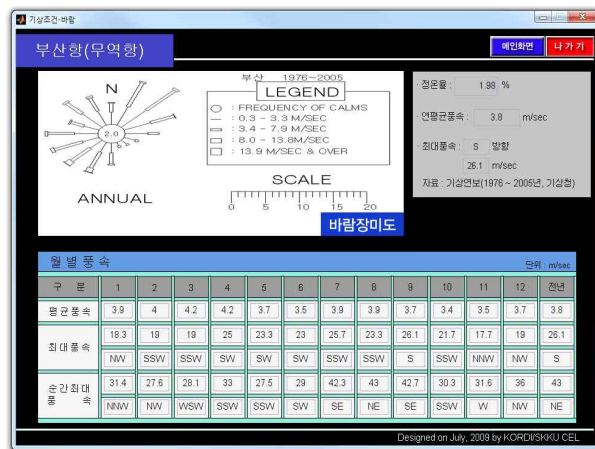 기상조건-바람
부산항(무역항)
메인화면
나 가 기
부산 1976~2005
LEGEND
: FREQUENCY OF CALMS
: 0.3 - 3.3 M/SEC
: 3.4 - 7.9 M/SEC
: 8.0 - 13.8M/SEC
: 13.9 M/SEC & OVER
N
2.0
ANNUAL
SCALE
0 5 10 15 20
바람장미도
· 정온율 : 1.98 %
· 연평균풍속 : 3.8 m/sec
· 최대풍속 : S 방향
26.1 m/sec
자료 : 기상연보(1976 ~ 2005년, 기상청)
월 별 풍 속
단위 : m/sec
구 분 1 2 3 4 5 6 7 8 9 10 11 12 전년
평 균 풍 속 3.9 4 4.2 4.2 3.7 3.5 3.9 3.9 3.7 3.4 3.5 3.7 3.8
최 대 풍 속 18.3 19 19 25 23.3 23 25.7 23.3 26.1 21.7 17.7 19 26.1
NW SSW SSW SW SW SW SSW SSW S SSW NNW NW S
순 간 최 대 풍 속 31.4 27.6 28.1 33 27.5 29 42.3 43 42.7 30.3 31.6 36 43
NNW NW WSW SSW SSW SW SE NE SE SSW W NW NE
Designed on July, 2009 by KORDI/SKKU CEL